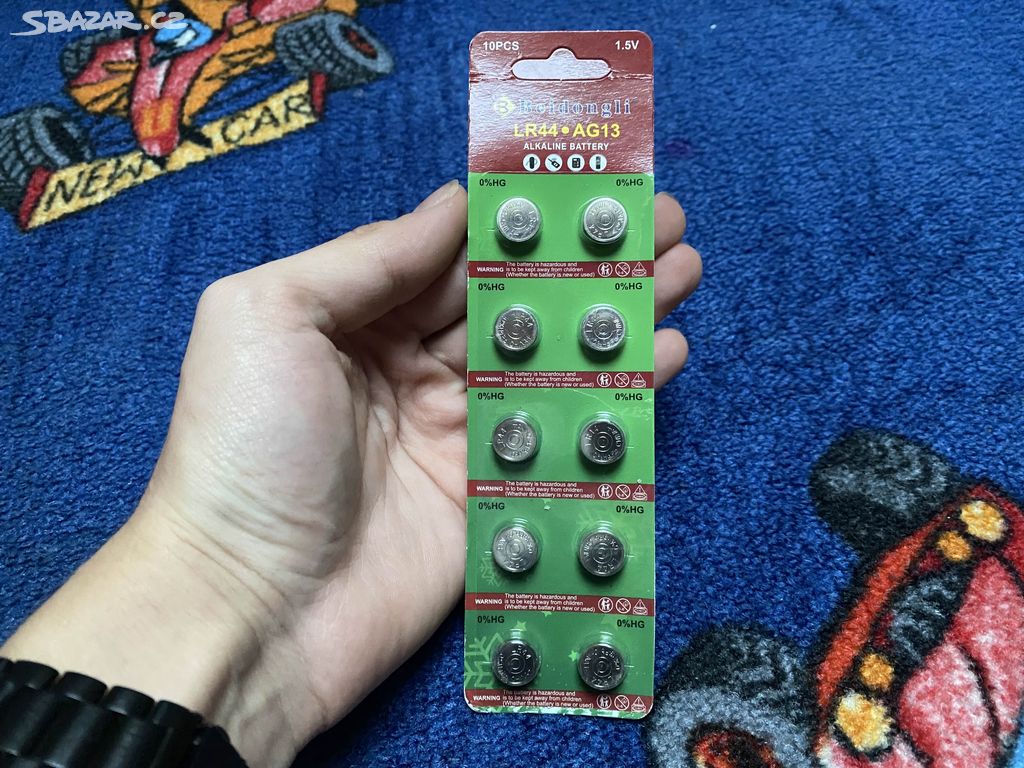 SBAZAR.CZ
NEW CAR
10PCS 1.5V
B Beidongli
LR44 • AG13
ALKALINE BATTERY
0%HG 0%HG
WARNING The battery is hazardous and
is to be kept away from children
(Whether the battery is new or used)
0%HG 0%HG
WARNING The battery is hazardous and
is to be kept away from children
(Whether the battery is new or used)
0%HG 0%HG
WARNING The battery is hazardous and
is to be kept away from children
(Whether the battery is new or used)
0%HG
WARNING The battery is hazardous and
is to be kept away from children
(Whether the battery is new or used)
0%HG
WARNING The battery is hazardous and
is to be kept away from children
(Whether the battery is new or used)